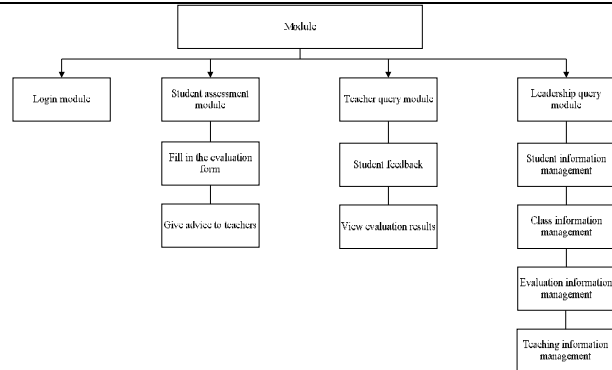 Module
Login module
Student assessment
module
Teacher query module
Leadership query
module
Fill in the evaluation
form
Student feedback
Student information
management
Give advice to teachers
View evaluation results
Class information
management
Evaluation information
management
Teaching information
management